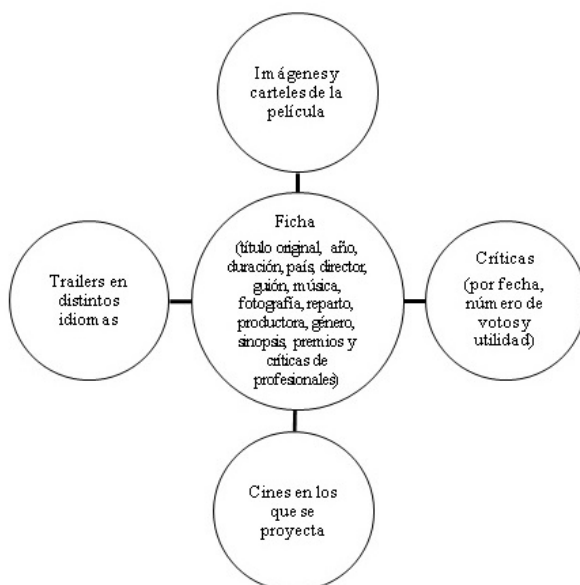 Imágenes y
carteles de la
película
Ficha
(título original, año,
duración, país, director,
guión, música,
fotografía, reparto,
productora, género,
sinopsis, premios y
críticas de
profesionales)
Trailers en
distintos
idiomas
Críticas
(por fecha,
número de
votos y
utilidad)
Cines en los
que se
proyecta